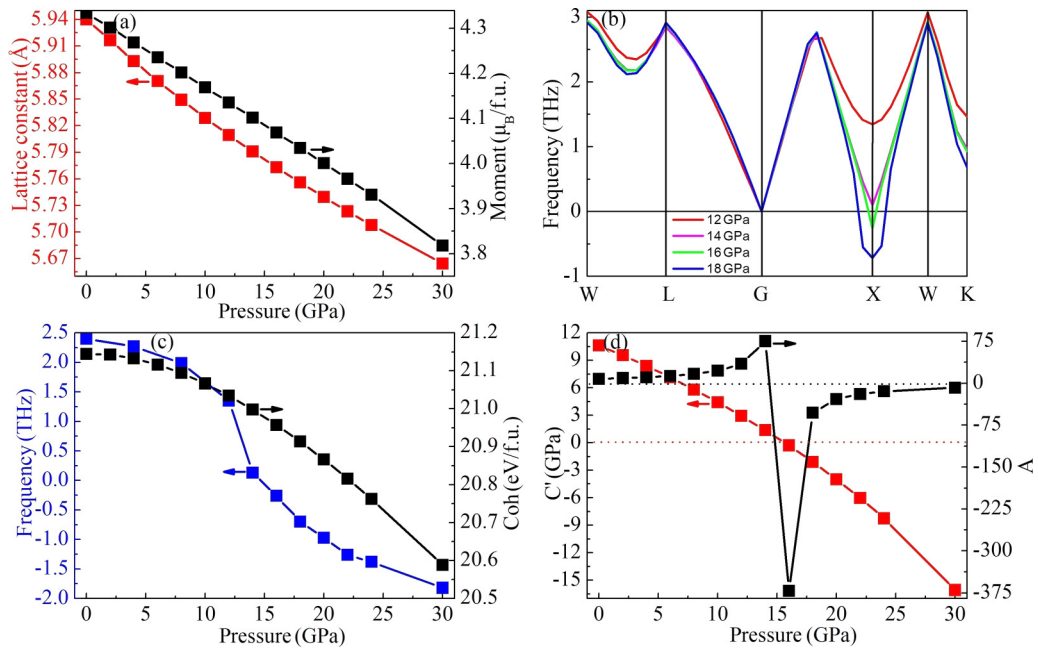 (a)
5.94
5.91
5.88
5.85
5.82
5.79
5.76
5.73
5.70
5.67
Lattice constant (Å)
4.3
4.2
4.1
4.0
3.9
3.8
Moment (μB/f.u.)
0 5 10 15 20 25 30
Pressure (GPa)
(b)
3
2
1
0
-1
Frequency (THz)
12 GPa
14 GPa
16 GPa
18 GPa
W L G X W K
(c)
2.5
2.0
1.5
1.0
0.5
0.0
-0.5
-1.0
-1.5
-2.0
Frequency (THz)
21.2
21.1
21.0
20.9
20.8
20.7
20.6
20.5
Coh (eV/f.u.)
0 5 10 15 20 25 30
Pressure (GPa)
(d)
12
9
6
3
0
-3
-6
-9
-12
-15
C' (GPa)
75
0
-75
-150
-225
-300
-375
A
0 5 10 15 20 25 30
Pressure (GPa)